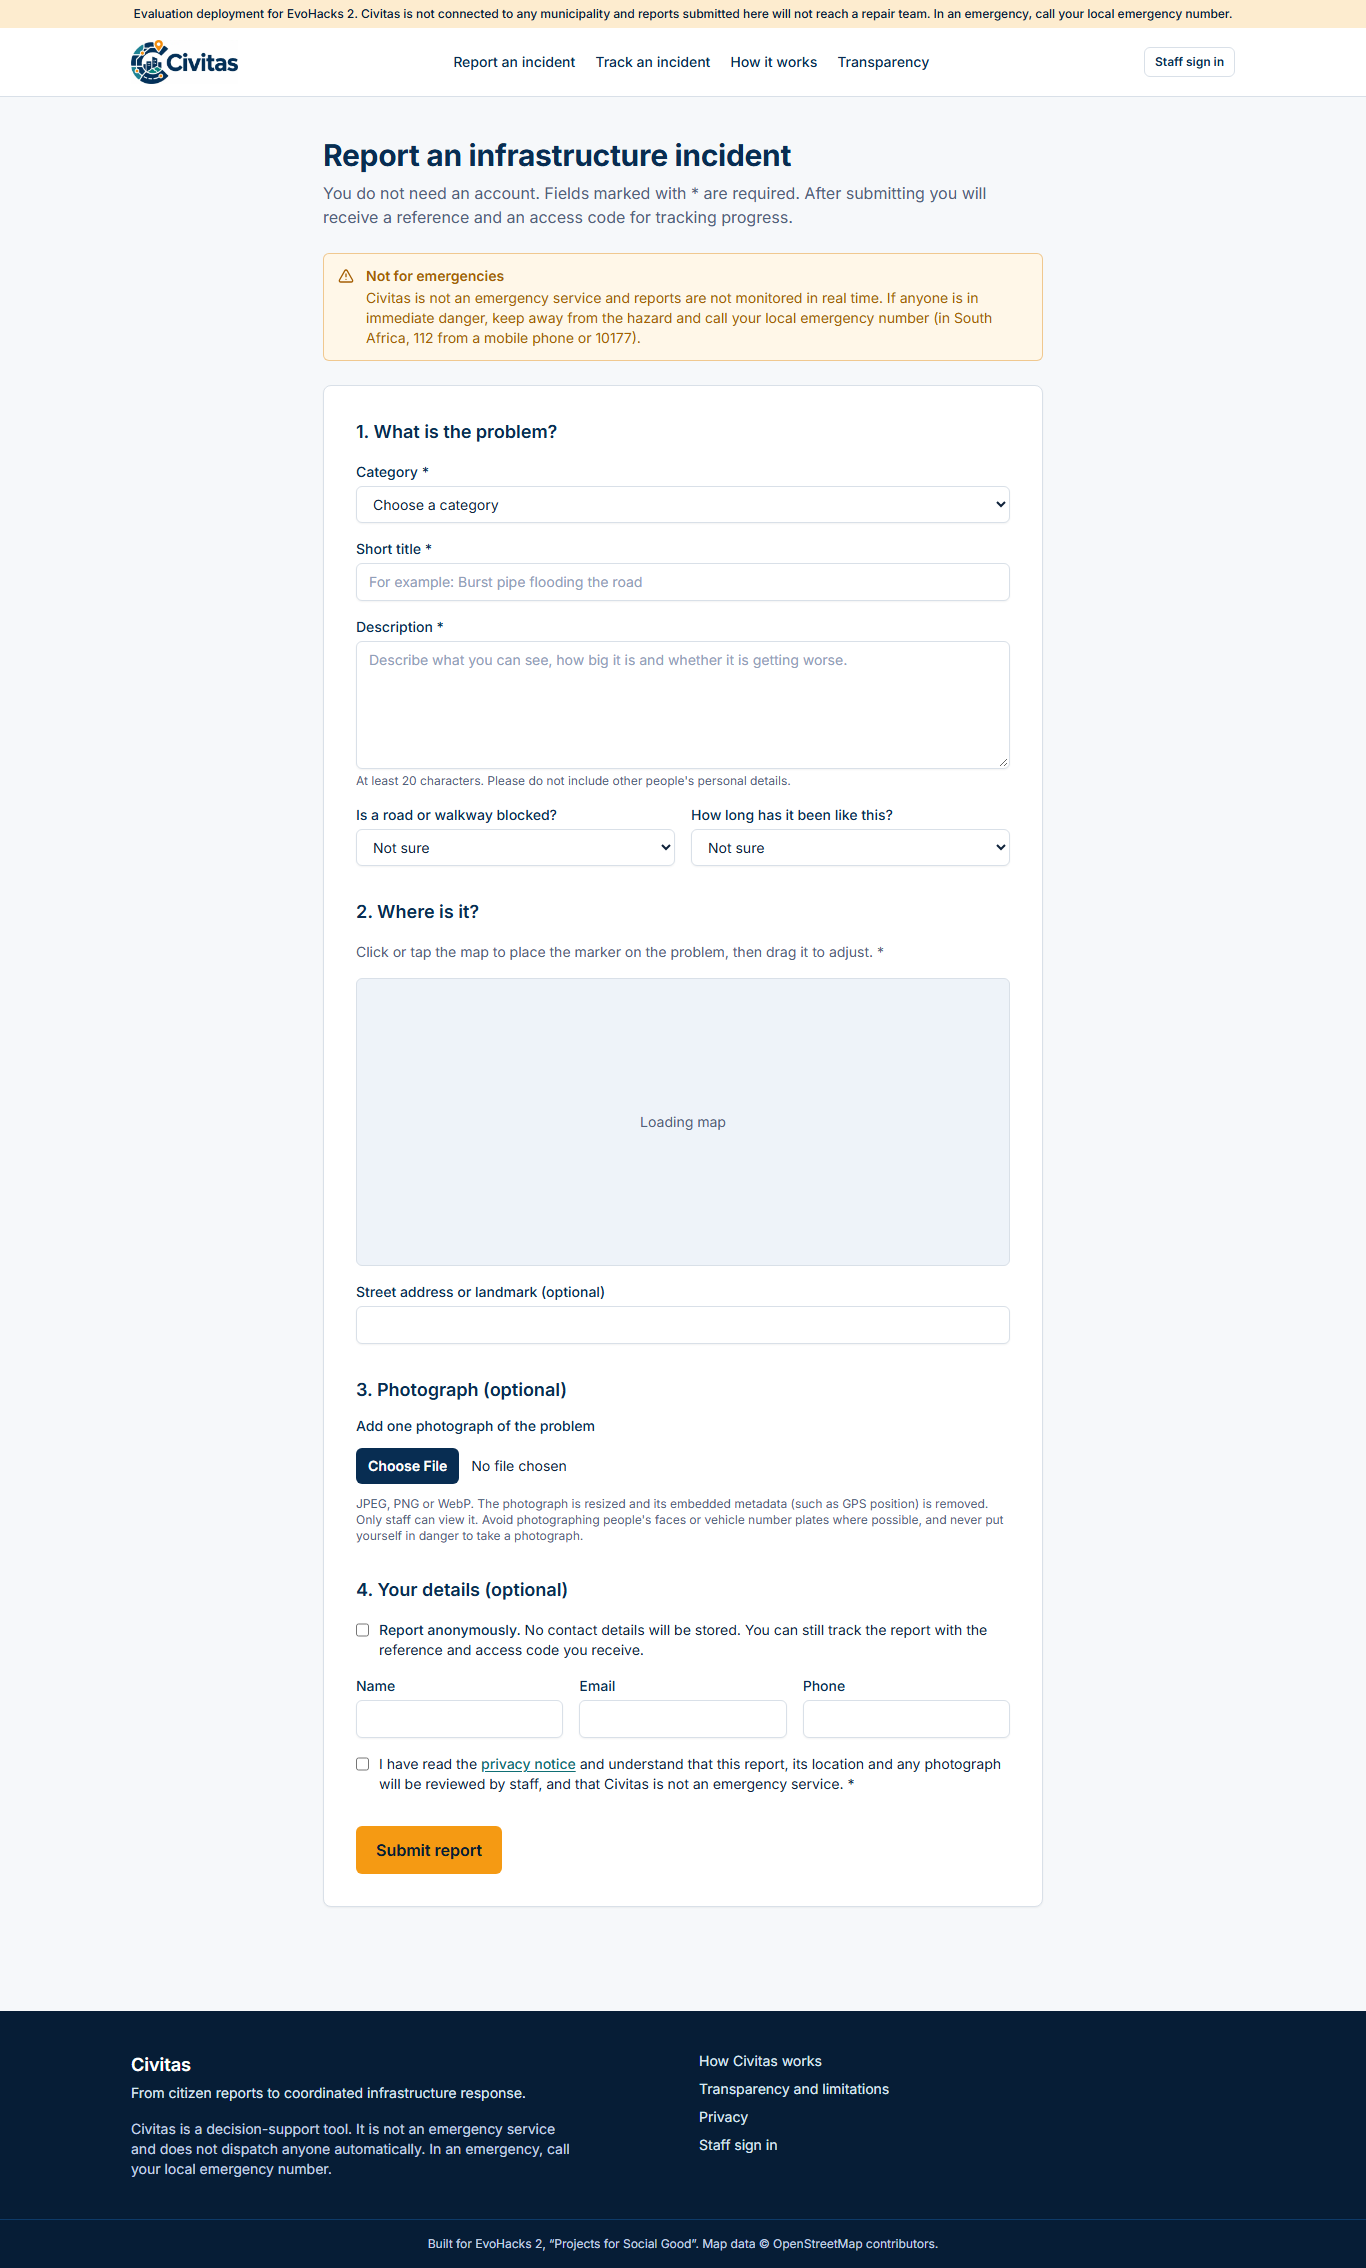 Evaluation deployment for EvoHacks 2. Civitas is not connected to any municipality and reports submitted here will not reach a repair team. In an emergency, call your local emergency number.
Civitas
Report an incident
Track an incident
How it works
Transparency
Staff sign in
Report an infrastructure incident
You do not need an account. Fields marked with * are required. After submitting you will
receive a reference and an access code for tracking progress.
Not for emergencies
Civitas is not an emergency service and reports are not monitored in real time. If anyone is in
immediate danger, keep away from the hazard and call your local emergency number (in South
Africa, 112 from a mobile phone or 10177).
1. What is the problem?
Category *
Choose a category
Short title *
For example: Burst pipe flooding the road
Description *
Describe what you can see, how big it is and whether it is getting worse.
At least 20 characters. Please do not include other people's personal details.
Is a road or walkway blocked?
How long has it been like this?
Not sure
Not sure
2. Where is it?
Click or tap the map to place the marker on the problem, then drag it to adjust. *
Loading map
Street address or landmark (optional)
3. Photograph (optional)
Add one photograph of the problem
Choose File
No file chosen
JPEG, PNG or WebP. The photograph is resized and its embedded metadata (such as GPS position) is removed.
Only staff can view it. Avoid photographing people's faces or vehicle number plates where possible, and never put
yourself in danger to take a photograph.
4. Your details (optional)
Report anonymously. No contact details will be stored. You can still track the report with the
reference and access code you receive.
Name
Email
Phone
I have read the privacy notice and understand that this report, its location and any photograph
will be reviewed by staff, and that Civitas is not an emergency service. *
Submit report
Civitas
From citizen reports to coordinated infrastructure response.
Civitas is a decision-support tool. It is not an emergency service
and does not dispatch anyone automatically. In an emergency, call
your local emergency number.
How Civitas works
Transparency and limitations
Privacy
Staff sign in
Built for EvoHacks 2, “Projects for Social Good”. Map data © OpenStreetMap contributors.